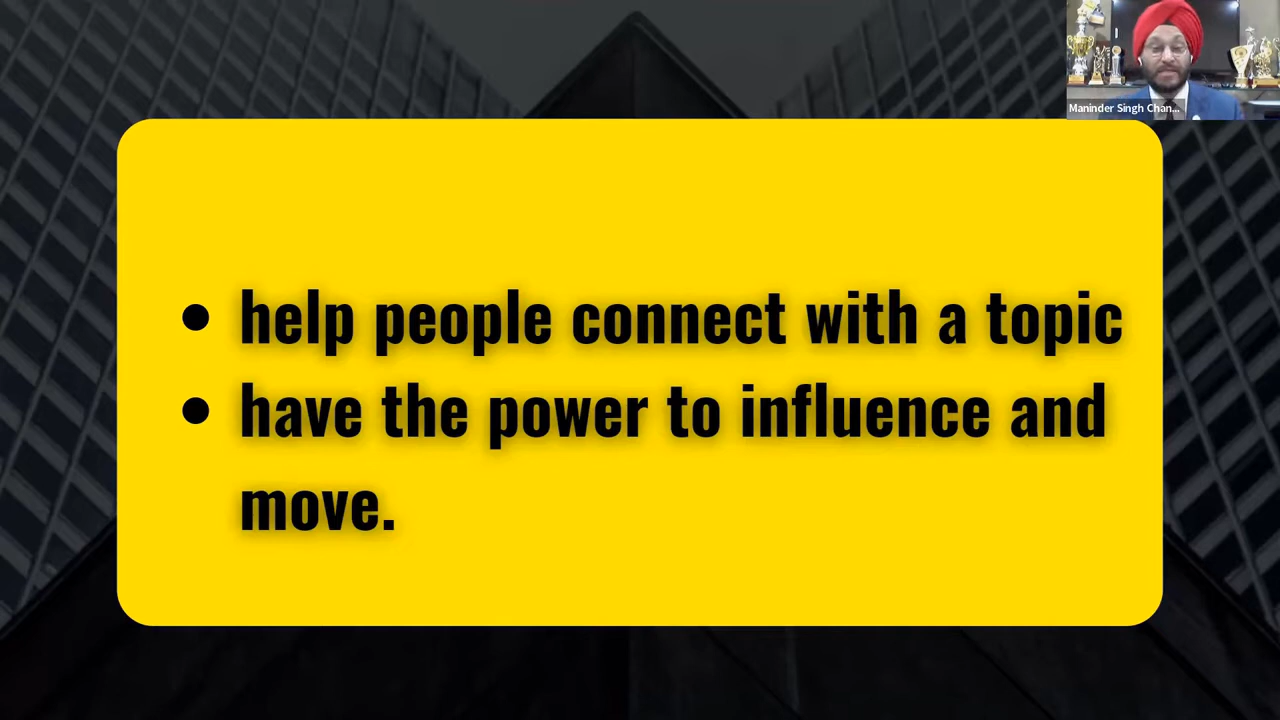 Maninder Singh Chan...
• help people connect with a topic
• have the power to influence and
move.